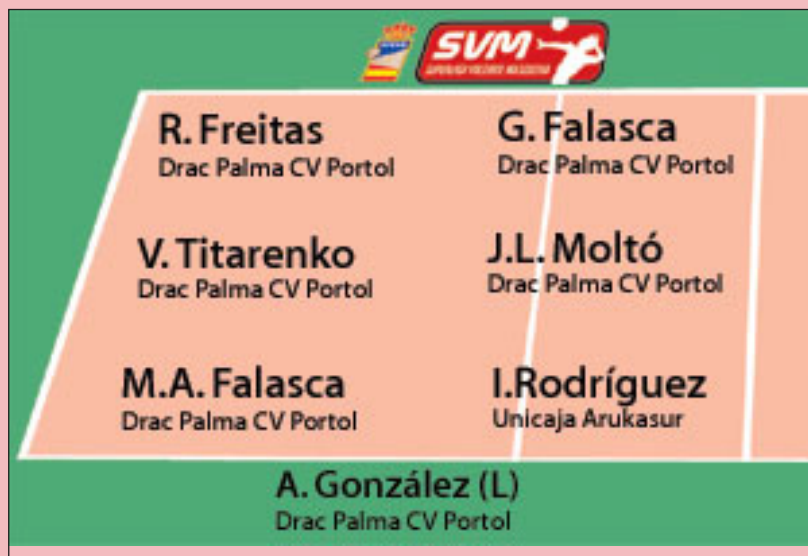 SVM
R. Freitas
Drac Palma CV Portol
G. Falasca
Drac Palma CV Portol
V. Titarenko
Drac Palma CV Portol
J.L. Moltó
Drac Palma CV Portol
M.A. Falasca
Drac Palma CV Portol
I.Rodríguez
Unicaja Arukasur
A. González (L)
Drac Palma CV Portol